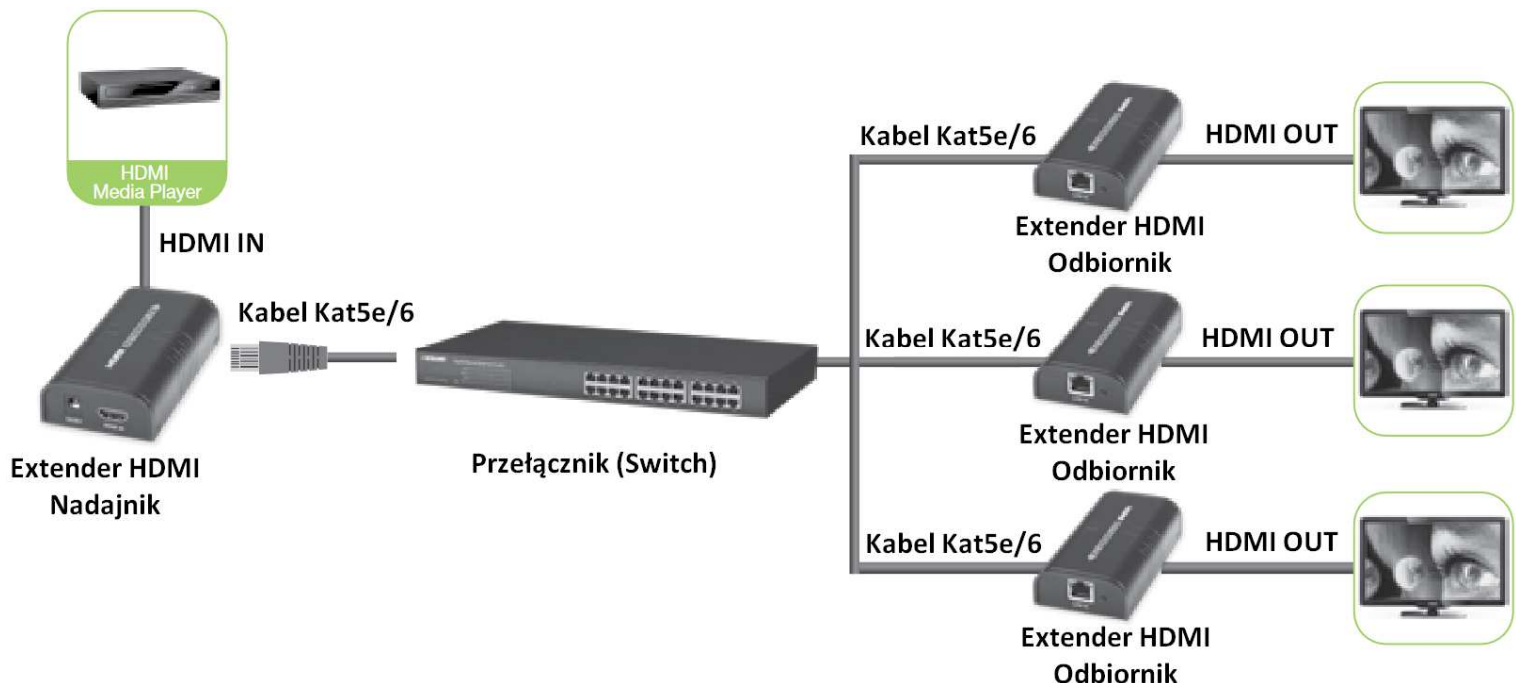 HDMI
Media Player
HDMI IN
Kabel Kat5e/6
Extender HDMI
Nadajnik
Przełącznik (Switch)
Kabel Kat5e/6
HDMI OUT
Extender HDMI
Odbiornik
Kabel Kat5e/6
HDMI OUT
Extender HDMI
Odbiornik
Kabel Kat5e/6
HDMI OUT
Extender HDMI
Odbiornik